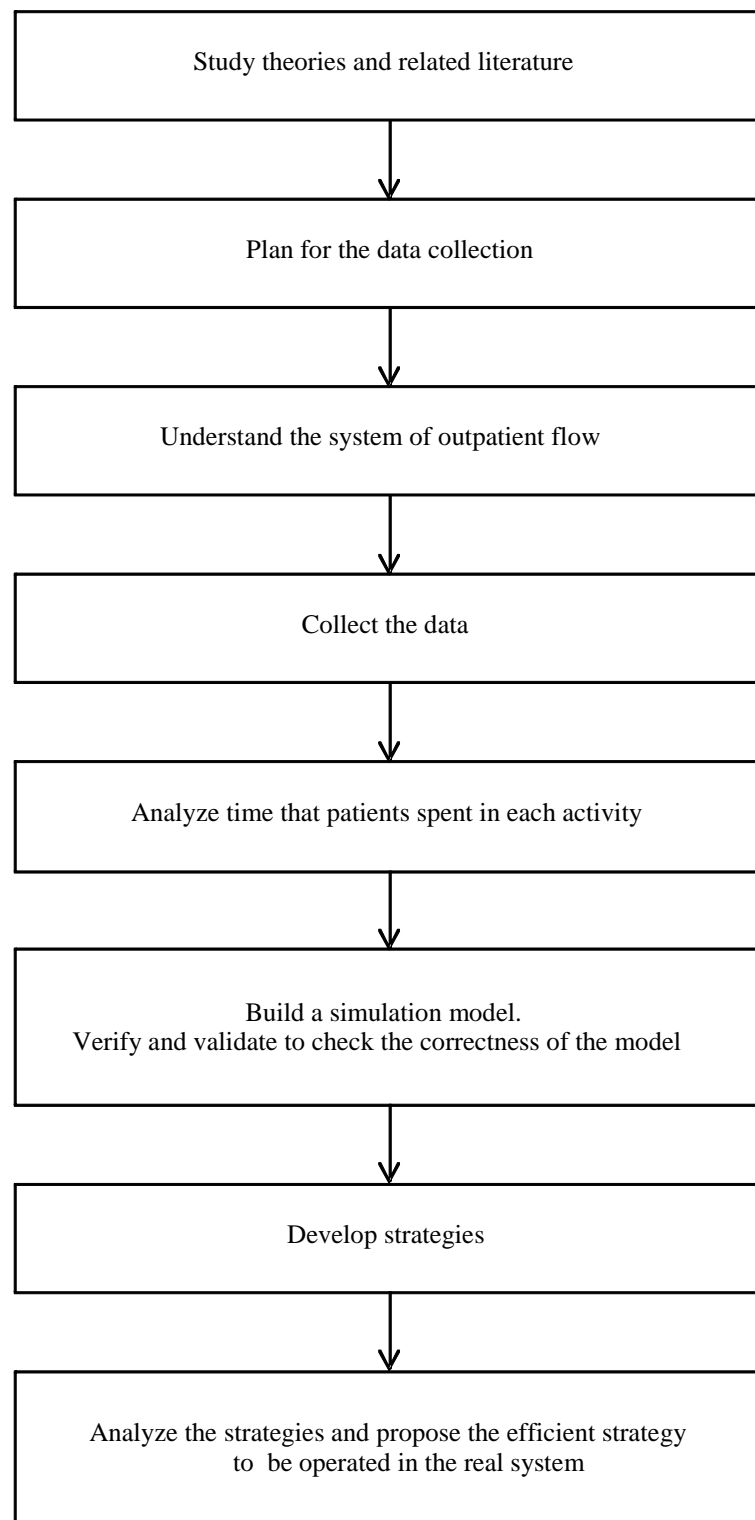 Study theories and related literature
Plan for the data collection
Understand the system of outpatient flow
Collect the data
Analyze time that patients spent in each activity
Build a simulation model.
Verify and validate to check the correctness of the model
Develop strategies
Analyze the strategies and propose the efficient strategy
to be operated in the real system